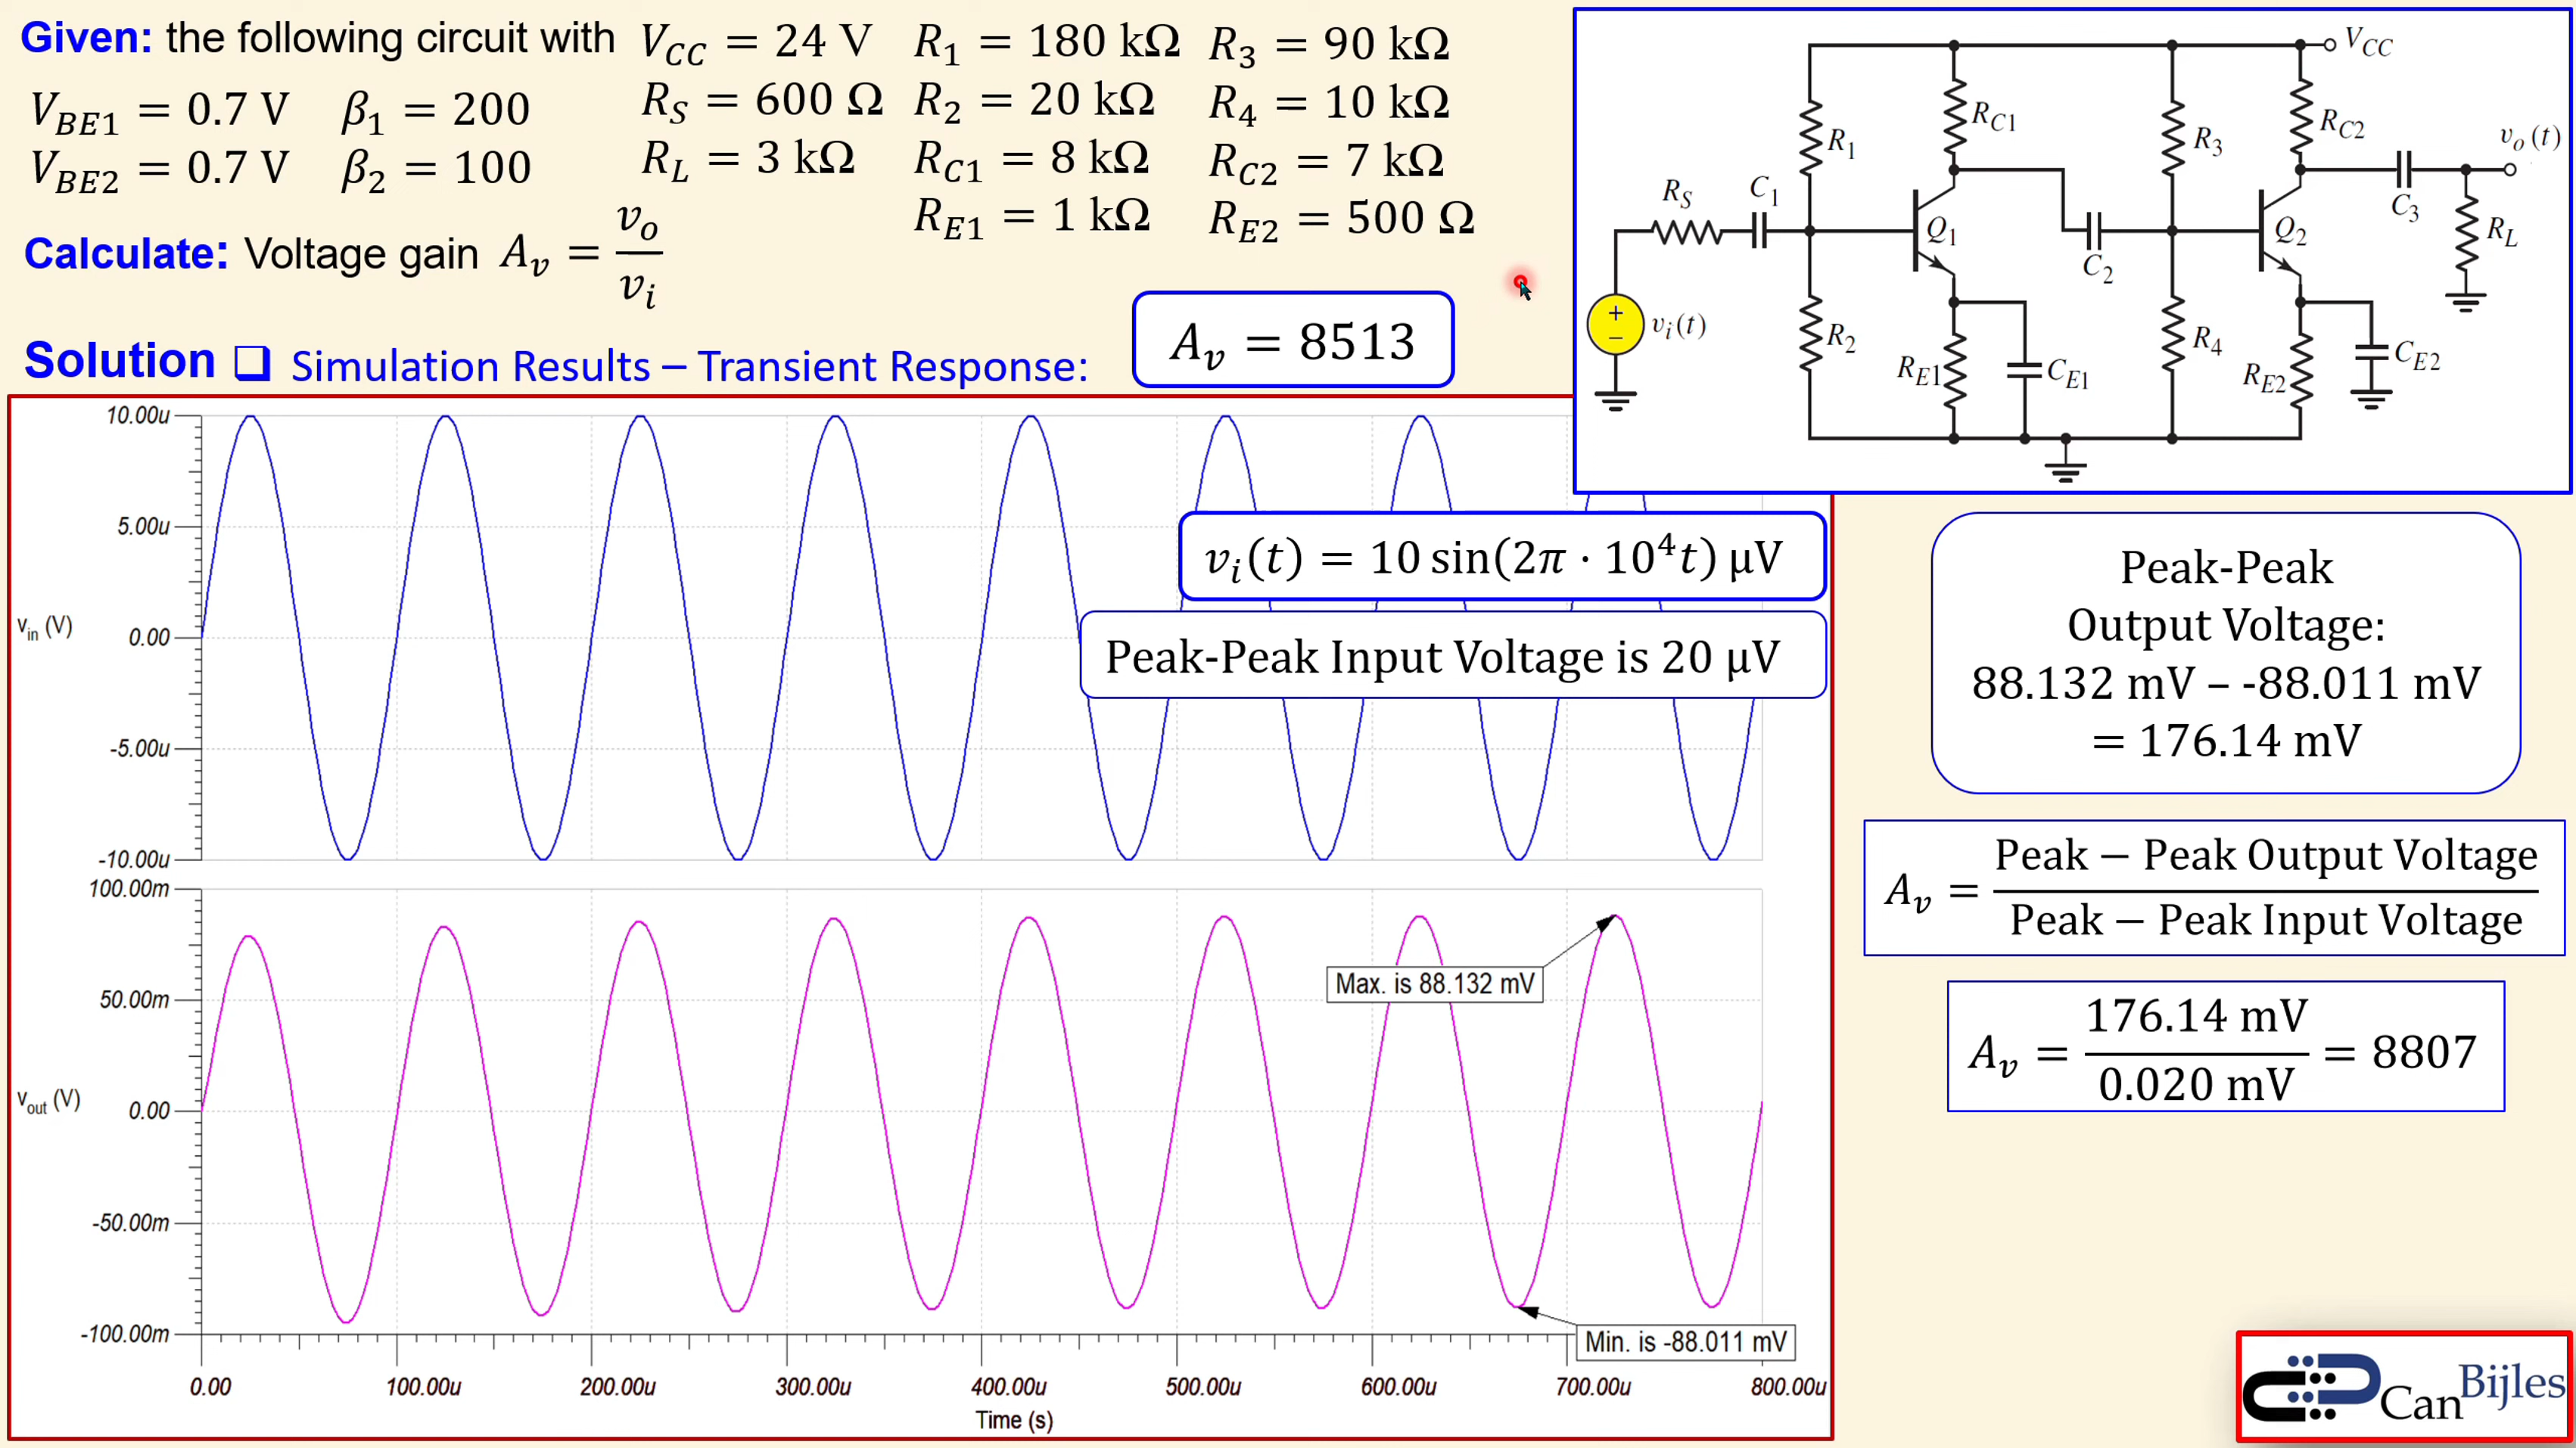 Given: the following circuit with V_CC = 24 V R_1 = 180 kΩ R_3 = 90 kΩ
V_BE1 = 0.7 V β_1 = 200 R_S = 600 Ω R_2 = 20 kΩ R_4 = 10 kΩ
V_BE2 = 0.7 V β_2 = 100 R_L = 3 kΩ R_C1 = 8 kΩ R_C2 = 7 kΩ
R_E1 = 1 kΩ R_E2 = 500 Ω
Calculate: Voltage gain A_v = v_o / v_i
A_v = 8513
Solution ❑ Simulation Results – Transient Response:
V_CC
R_C1
R_C2
R_1
R_3
v_o (t)
R_S
C_1
C_3
Q_1
Q_2
R_L
C_2
+
−
v_i (t)
R_2
R_4
R_E1
C_E1
R_E2
C_E2
10.00u
5.00u
v_in (V)
0.00
-5.00u
-10.00u
v_i(t) = 10 sin(2π · 10^4 t) μV
Peak-Peak Input Voltage is 20 μV
100.00m
50.00m
v_out (V)
0.00
-50.00m
-100.00m
Max. is 88.132 mV
Min. is -88.011 mV
0.00 100.00u 200.00u 300.00u 400.00u 500.00u 600.00u 700.00u 800.00u
Time (s)
Peak-Peak
Output Voltage:
88.132 mV – -88.011 mV
= 176.14 mV
A_v = Peak − Peak Output Voltage / Peak − Peak Input Voltage
A_v = 176.14 mV / 0.020 mV = 8807
Can Bijles